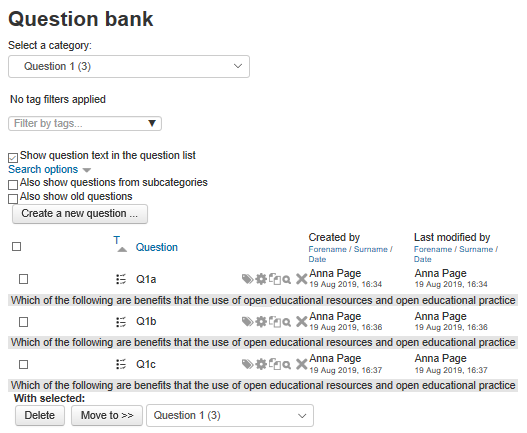 Question bank
Select a category:
Question 1 (3)
No tag filters applied
Filter by tags...
Show question text in the question list
Search options
Also show questions from subcategories
Also show old questions
Create a new question ...
T Question Created by Last modified by
Forename / Surname / Forename / Surname /
Date Date
Q1a Anna Page Anna Page
19 Aug 2019, 16:34 19 Aug 2019, 16:34
Which of the following are benefits that the use of open educational resources and open educational practice
Q1b Anna Page Anna Page
19 Aug 2019, 16:36 19 Aug 2019, 16:36
Which of the following are benefits that the use of open educational resources and open educational practice
Q1c Anna Page Anna Page
19 Aug 2019, 16:37 19 Aug 2019, 16:37
Which of the following are benefits that the use of open educational resources and open educational practice
With selected:
Delete Move to >> Question 1 (3)